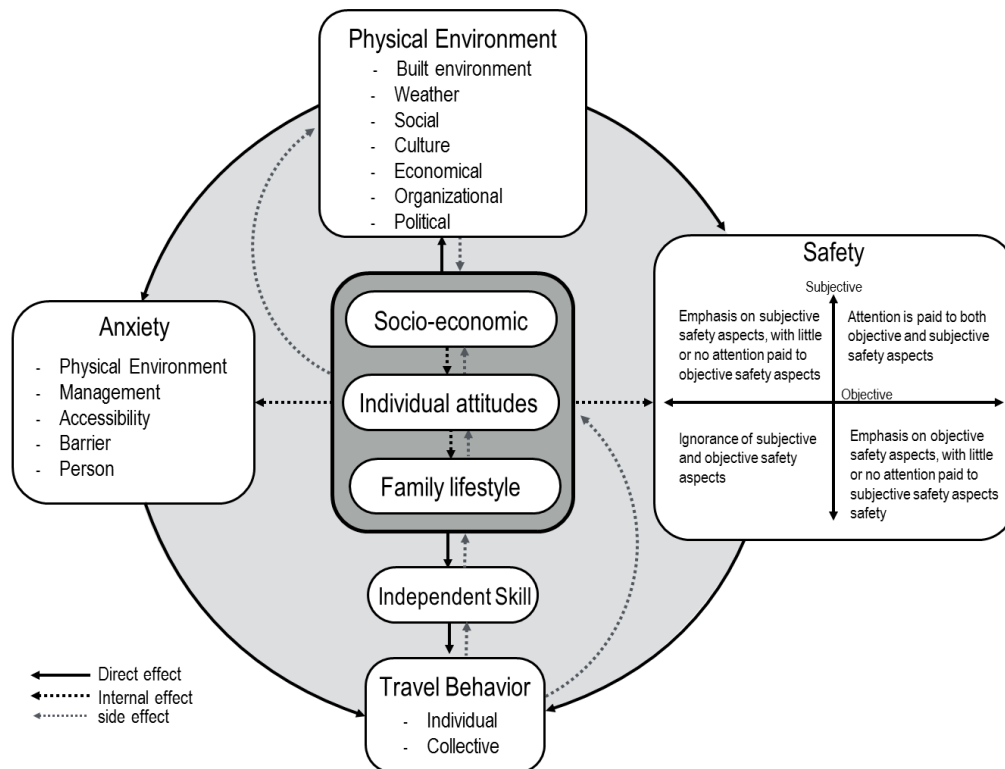 Physical Environment
- Built environment
- Weather
- Social
- Culture
- Economical
- Organizational
- Political
Anxiety
- Physical Environment
- Management
- Accessibility
- Barrier
- Person
Socio-economic
Individual attitudes
Family lifestyle
Independent Skill
Travel Behavior
- Individual
- Collective
Safety
Subjective
Emphasis on subjective
safety aspects, with little
or no attention paid to
objective safety aspects
Attention is paid to both
objective and subjective
safety aspects
Objective
Ignorance of subjective
and objective safety
aspects
Emphasis on objective
safety aspects, with little
or no attention paid to
subjective safety aspects
safety
Direct effect
Internal effect
side effect